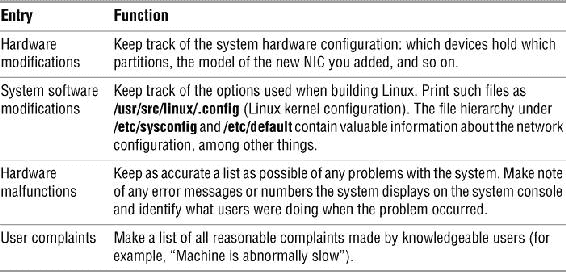 Entry Function
Hardware Keep track of the system hardware configuration: which devices hold which
modifications partitions, the model of the new NIC you added, and so on.
System software Keep track of the options used when building Linux. Print such files as
modifications /usr/src/linux/.config (Linux kernel configuration). The file hierarchy under
/etc/sysconfig and /etc/default contain valuable information about the network
configuration, among other things.
Hardware Keep as accurate a list as possible of any problems with the system. Make note
malfunctions of any error messages or numbers the system displays on the system console
and identify what users were doing when the problem occurred.
User complaints Make a list of all reasonable complaints made by knowledgeable users (for
example, “Machine is abnormally slow”).